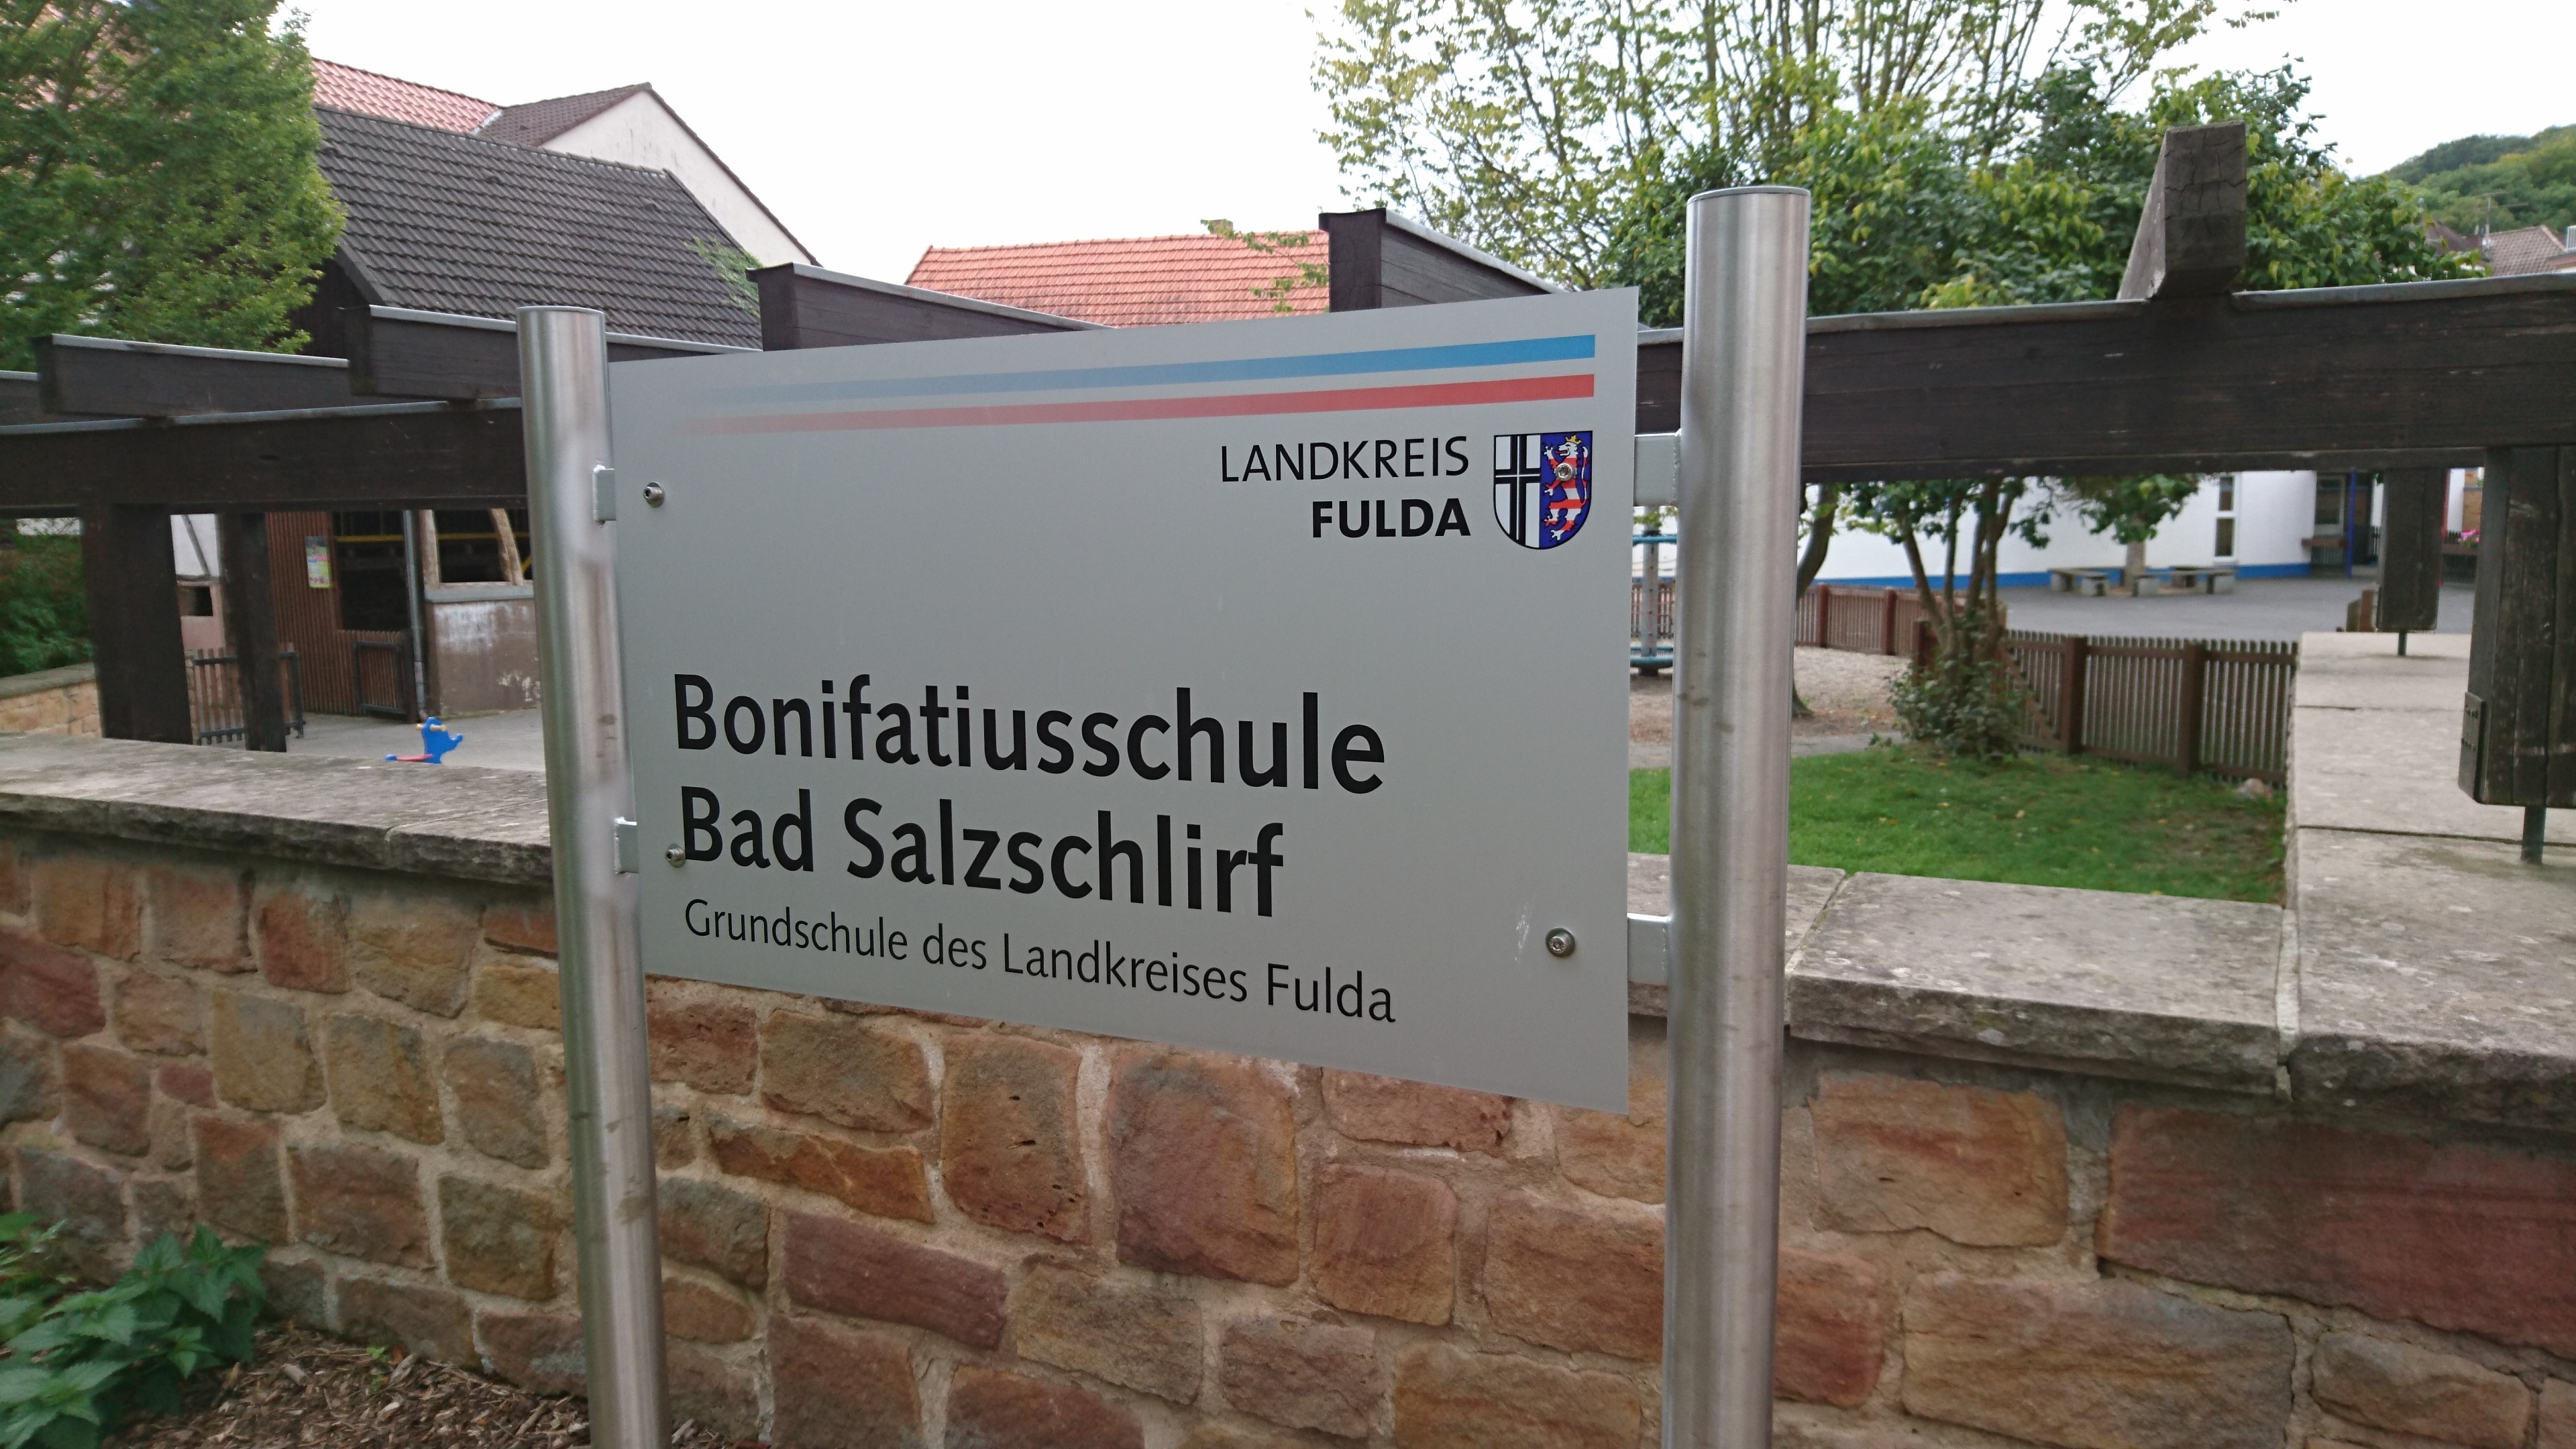 LANDKREIS
FULDA
Bonifatiusschule
Bad Salzschlirf
Grundschule des Landkreises Fulda